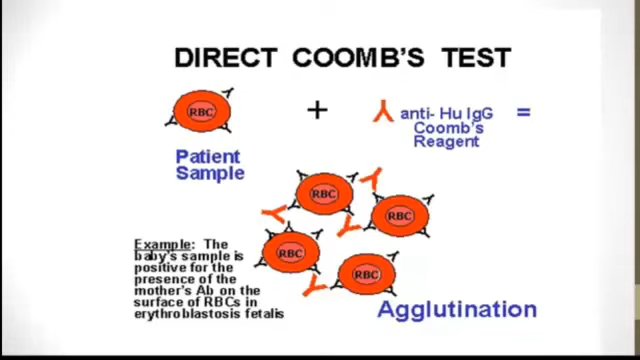 DIRECT COOMB'S TEST
RBC
+
anti- Hu IgG =
Coomb's
Reagent
Patient
Sample
RBC
RBC
RBC
RBC
Example: The
baby's sample is
positive for the
presence of the
mother's Ab on the
surface of RBCs in
erythroblastosis fetalis
Agglutination